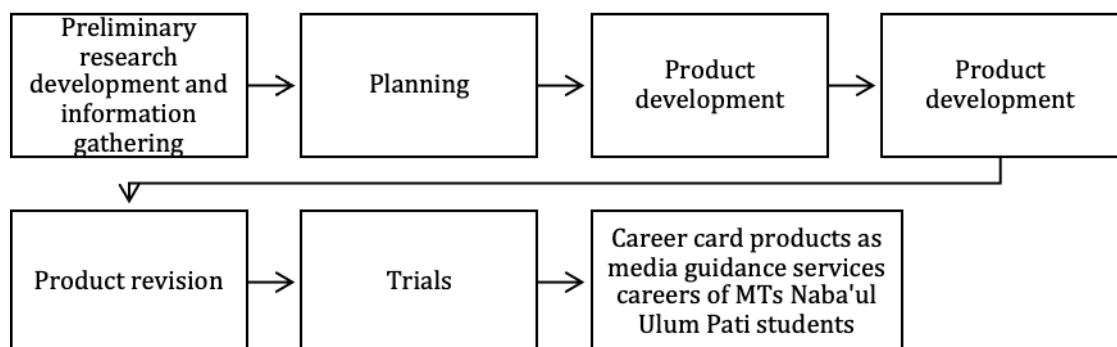 Preliminary
research
development and
information
gathering
Planning
Product
development
Product
development
Product revision
Trials
Career card products as
media guidance services
careers of MTs Naba'ul
Ulum Pati students